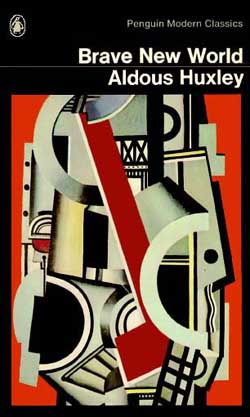 Penguin Modern Classics
Brave New World
Aldous Huxley